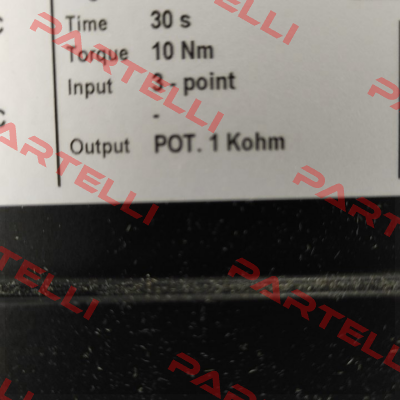 Time 30 s
Torque 10 Nm
Input 3 - point
-
Output POT. 1 Kohm
PARTELLI
PARTELLI
PARTELLI
PARTELLI
PARTELLI
PARTELLI